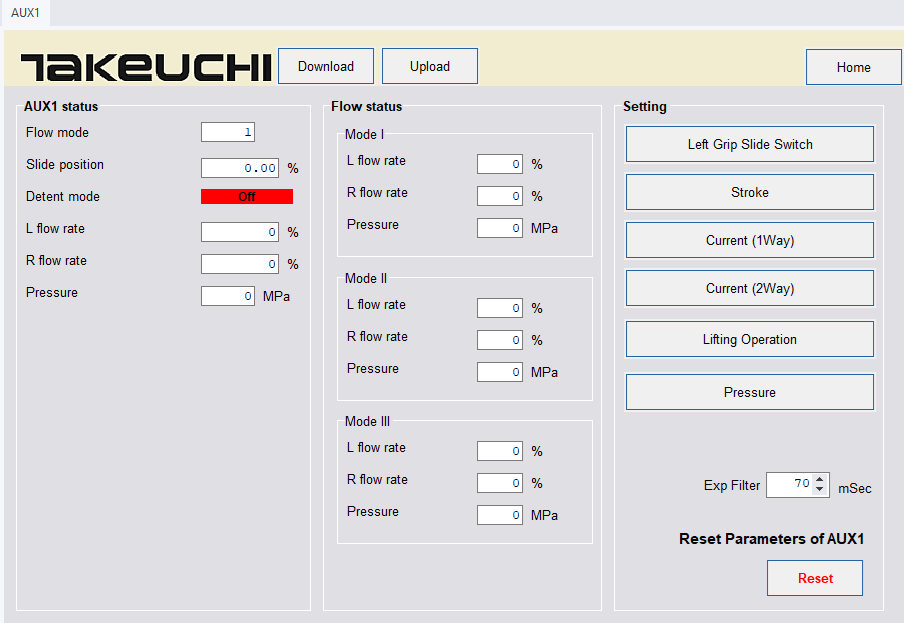 AUX1
TAKEUCHI
Download
Upload
Home
AUX1 status
Flow mode 1
Slide position 0.00 %
Detent mode Off
L flow rate 0 %
R flow rate 0 %
Pressure 0 MPa
Flow status
Mode I
L flow rate 0 %
R flow rate 0 %
Pressure 0 MPa
Mode II
L flow rate 0 %
R flow rate 0 %
Pressure 0 MPa
Mode III
L flow rate 0 %
R flow rate 0 %
Pressure 0 MPa
Setting
Left Grip Slide Switch
Stroke
Current (1Way)
Current (2Way)
Lifting Operation
Pressure
Exp Filter 70 mSec
Reset Parameters of AUX1
Reset